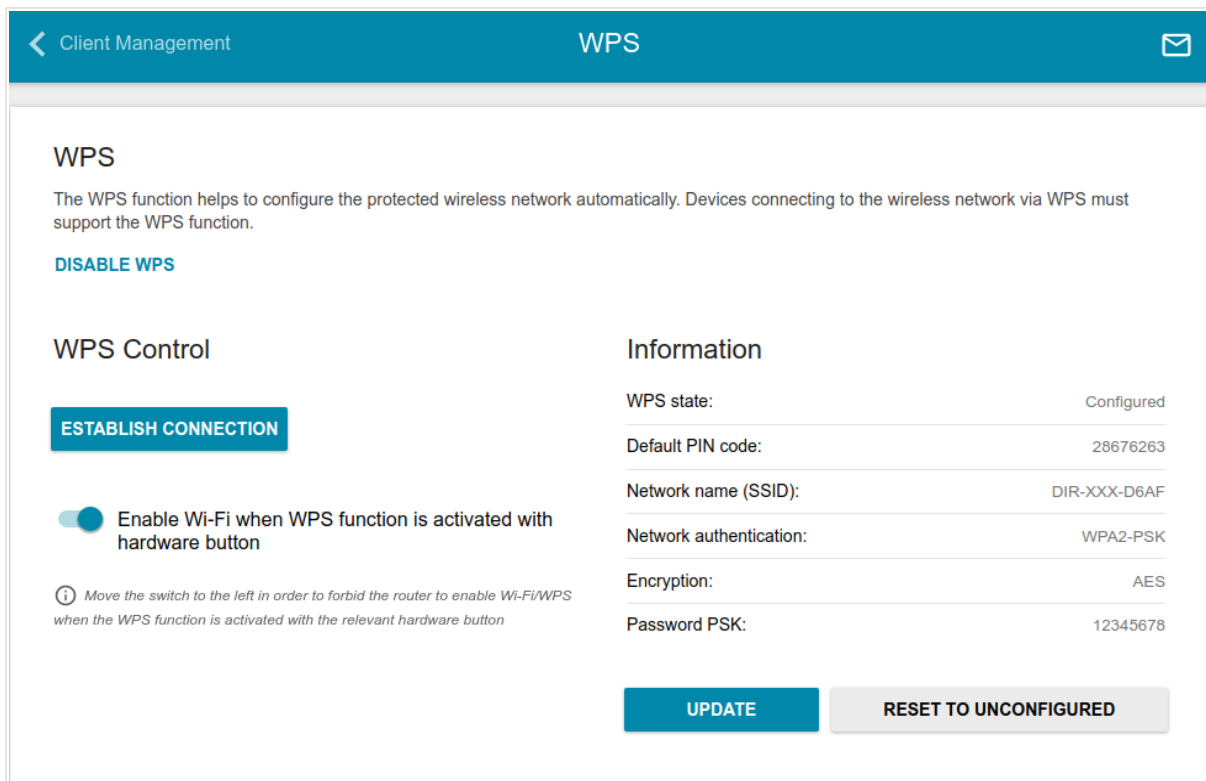 Client Management
WPS
WPS
The WPS function helps to configure the protected wireless network automatically. Devices connecting to the wireless network via WPS must
support the WPS function.
DISABLE WPS
WPS Control
ESTABLISH CONNECTION
Enable Wi-Fi when WPS function is activated with
hardware button
Move the switch to the left in order to forbid the router to enable Wi-Fi/WPS
when the WPS function is activated with the relevant hardware button
Information
WPS state: Configured
Default PIN code: 28676263
Network name (SSID): DIR-XXX-D6AF
Network authentication: WPA2-PSK
Encryption: AES
Password PSK: 12345678
UPDATE
RESET TO UNCONFIGURED